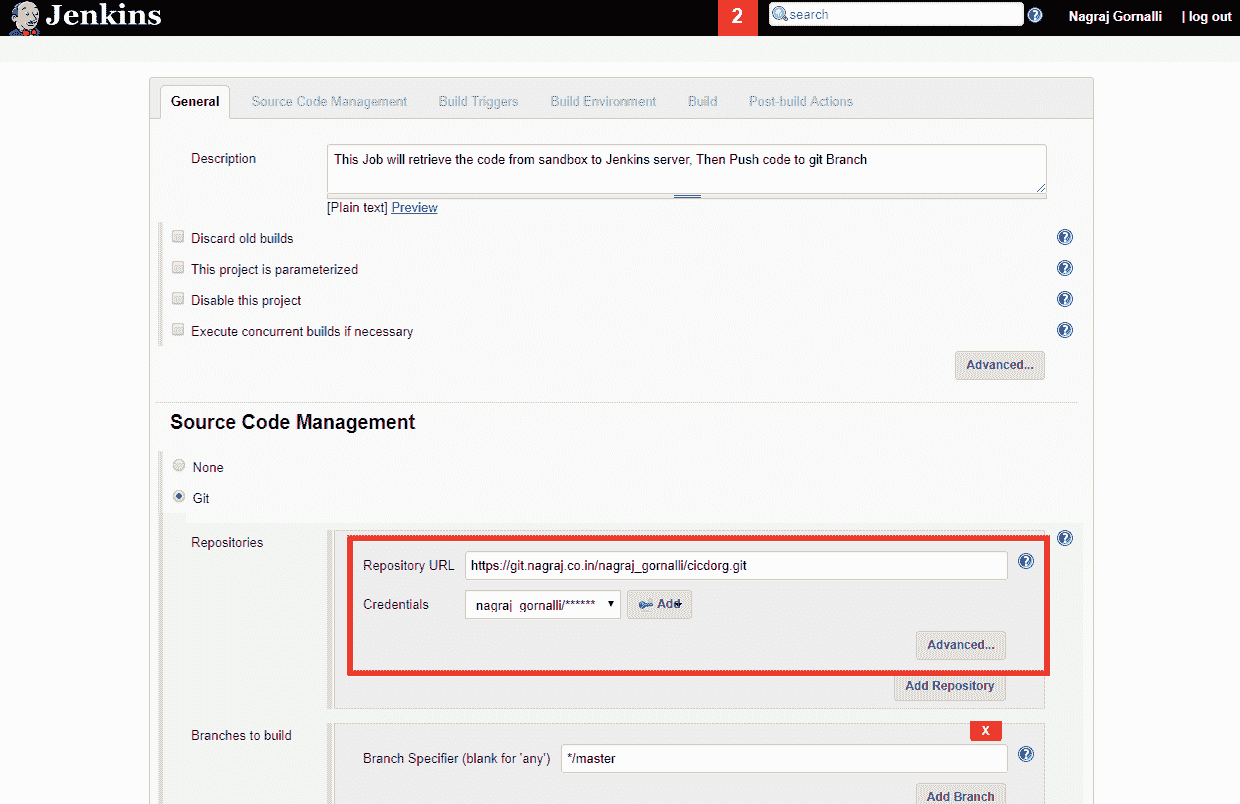 Jenkins 2 search Nagraj Gornalli | log out
General Source Code Management Build Triggers Build Environment Build Post-build Actions
Description This Job will retrieve the code from sandbox to Jenkins server, Then Push code to git Branch
[Plain text] Preview
Discard old builds
This project is parameterized
Disable this project
Execute concurrent builds if necessary
Advanced...
Source Code Management
None
Git
Repositories
Repository URL https://git.nagraj.co.in/nagraj_gornalli/cicdorg.git
Credentials nagraj_gornalli/****** Add
Advanced...
Add Repository
Branches to build
X
Branch Specifier (blank for 'any') */master
Add Branch